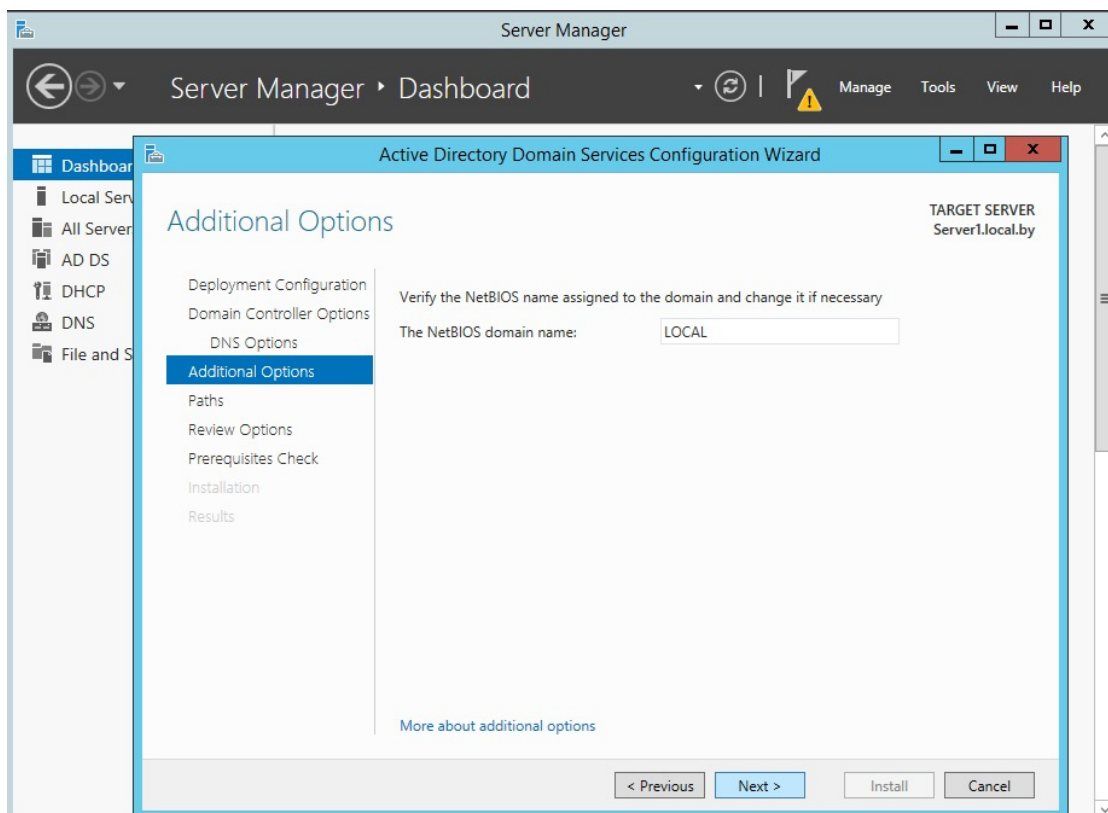 Server Manager
Server Manager ‣ Dashboard
Manage Tools View Help
Dashboar
Local Serv
All Server
AD DS
DHCP
DNS
File and S
Active Directory Domain Services Configuration Wizard
Additional Options
TARGET SERVER
Server1.local.by
Deployment Configuration
Domain Controller Options
DNS Options
Additional Options
Paths
Review Options
Prerequisites Check
Installation
Results
Verify the NetBIOS name assigned to the domain and change it if necessary
The NetBIOS domain name: LOCAL
More about additional options
< Previous Next > Install Cancel